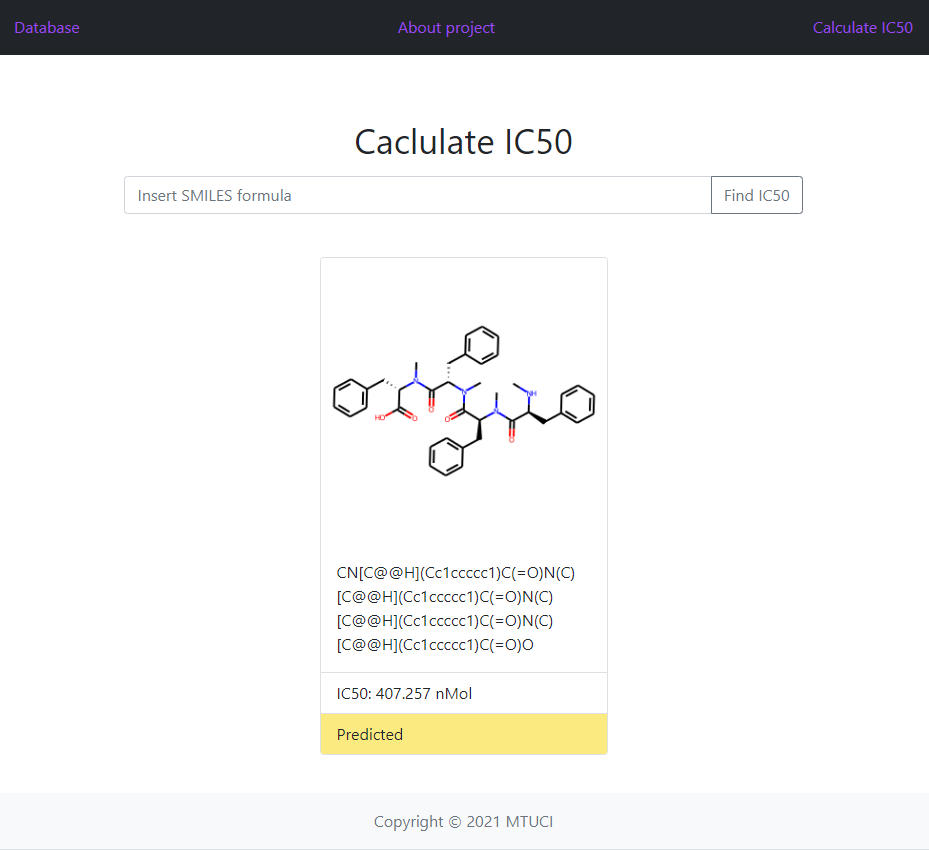 Database About project Calculate IC50
Caclulate IC50
Insert SMILES formula Find IC50
N
O
N
NH
HO
O
O
N
O
CN[C@@H](Cc1ccccc1)C(=O)N(C)
[C@@H](Cc1ccccc1)C(=O)N(C)
[C@@H](Cc1ccccc1)C(=O)N(C)
[C@@H](Cc1ccccc1)C(=O)O
IC50: 407.257 nMol
Predicted
Copyright © 2021 MTUCI